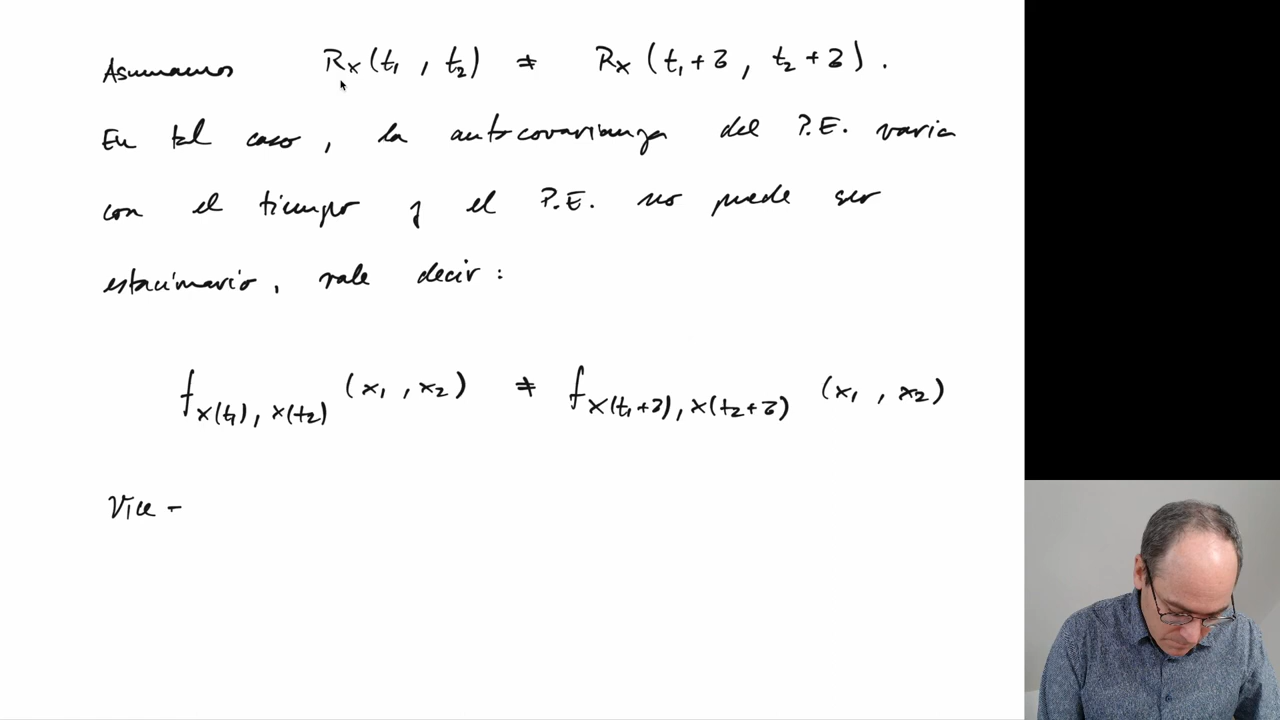 Asumamos Rx(t1, t2) ≠ Rx(t1+z, t2+z).
En tal caso, la autocovarianza del P.E. varia
con el tiempo y el P.E. no puede ser
estacionario, vale decir:
fX(t1), X(t2) (x1, x2) ≠ fX(t1+z), X(t2+z) (x1, x2)
Vice-